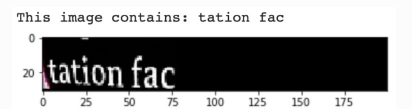 This image contains: tation fac
0
tation fac
20
0 25 50 75 100 125 150 175